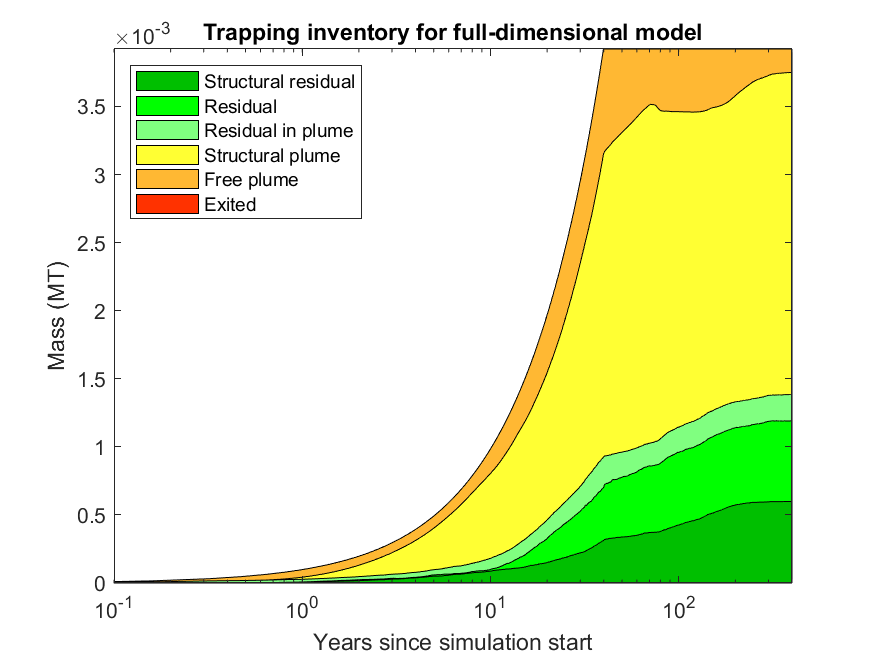 Trapping inventory for full-dimensional model
×10-3
Structural residual
Residual
Residual in plume
Structural plume
Free plume
Exited
3.5
3
2.5
2
1.5
1
0.5
0
Mass (MT)
10-1
100
101
102
Years since simulation start